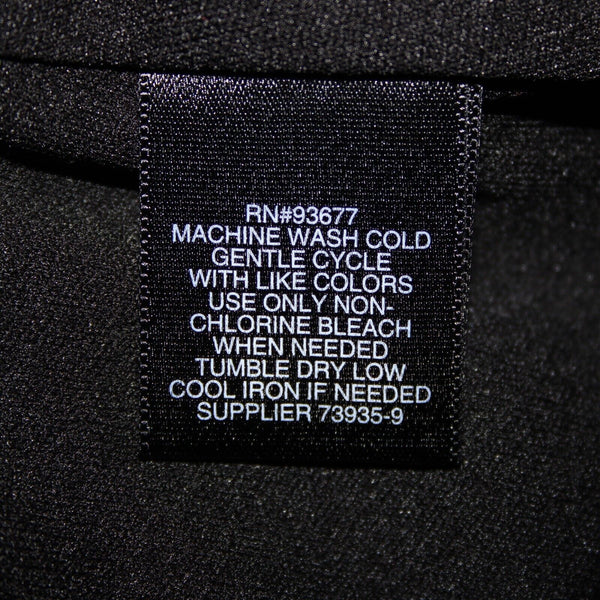 RN#93677
MACHINE WASH COLD
GENTLE CYCLE
WITH LIKE COLORS
USE ONLY NON-
CHLORINE BLEACH
WHEN NEEDED
TUMBLE DRY LOW
COOL IRON IF NEEDED
SUPPLIER 73935-9